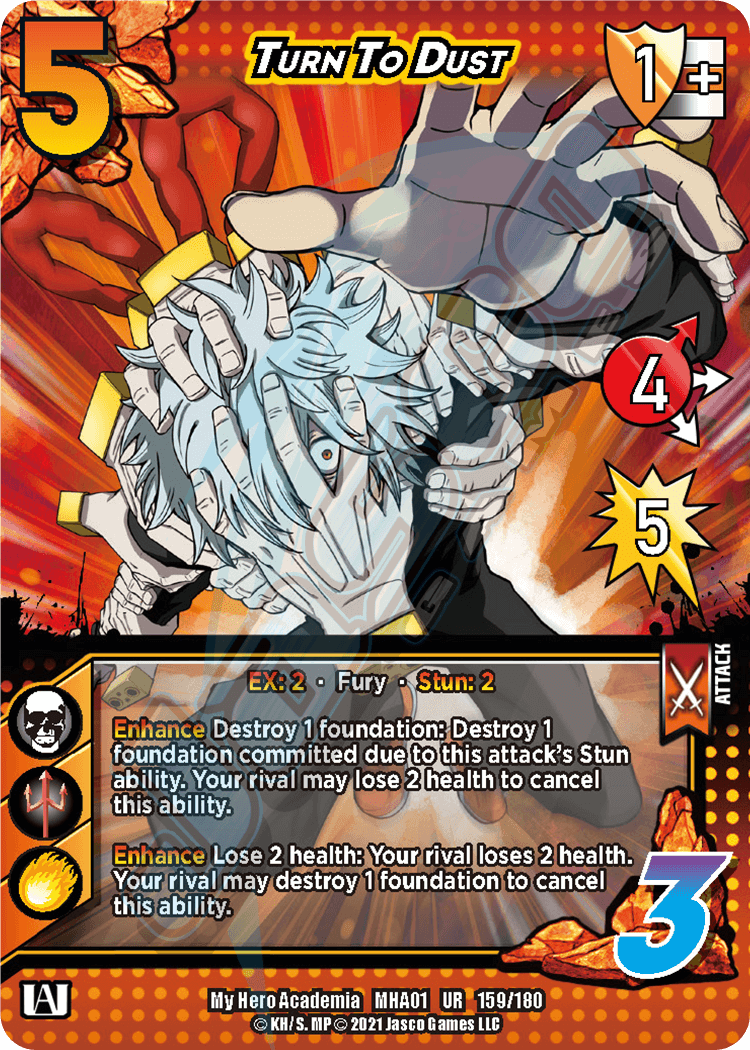 5
TURN TO DUST
1 +
4
5
ATTACK
EX: 2 · Fury · Stun: 2
Enhance Destroy 1 foundation: Destroy 1
foundation committed due to this attack's Stun
ability. Your rival may lose 2 health to cancel
this ability.
Enhance Lose 2 health: Your rival loses 2 health.
Your rival may destroy 1 foundation to cancel
this ability.
3
My Hero Academia MHA01 UR 159/180
© KH/S. MP © 2021 Jasco Games LLC